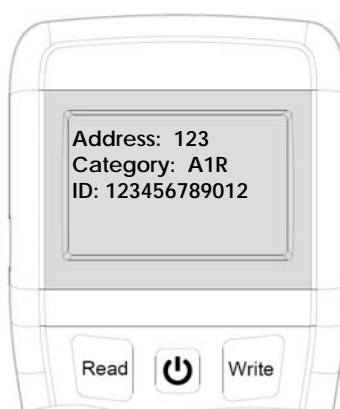 Address: 123
Category: A1R
ID: 123456789012
Read
Write